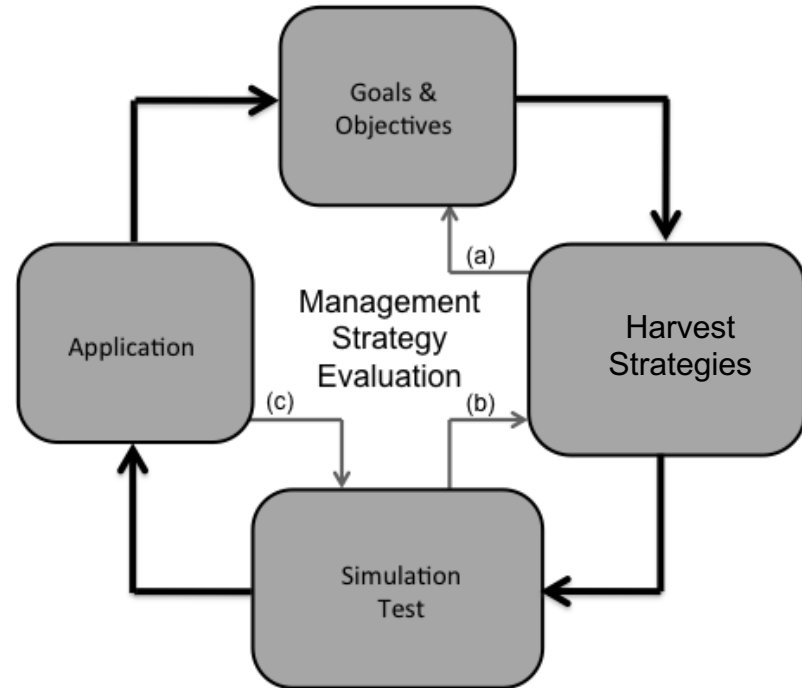 Goals &
Objectives
(a)
Management
Strategy
Evaluation
Harvest
Strategies
Application
(c)
(b)
Simulation
Test